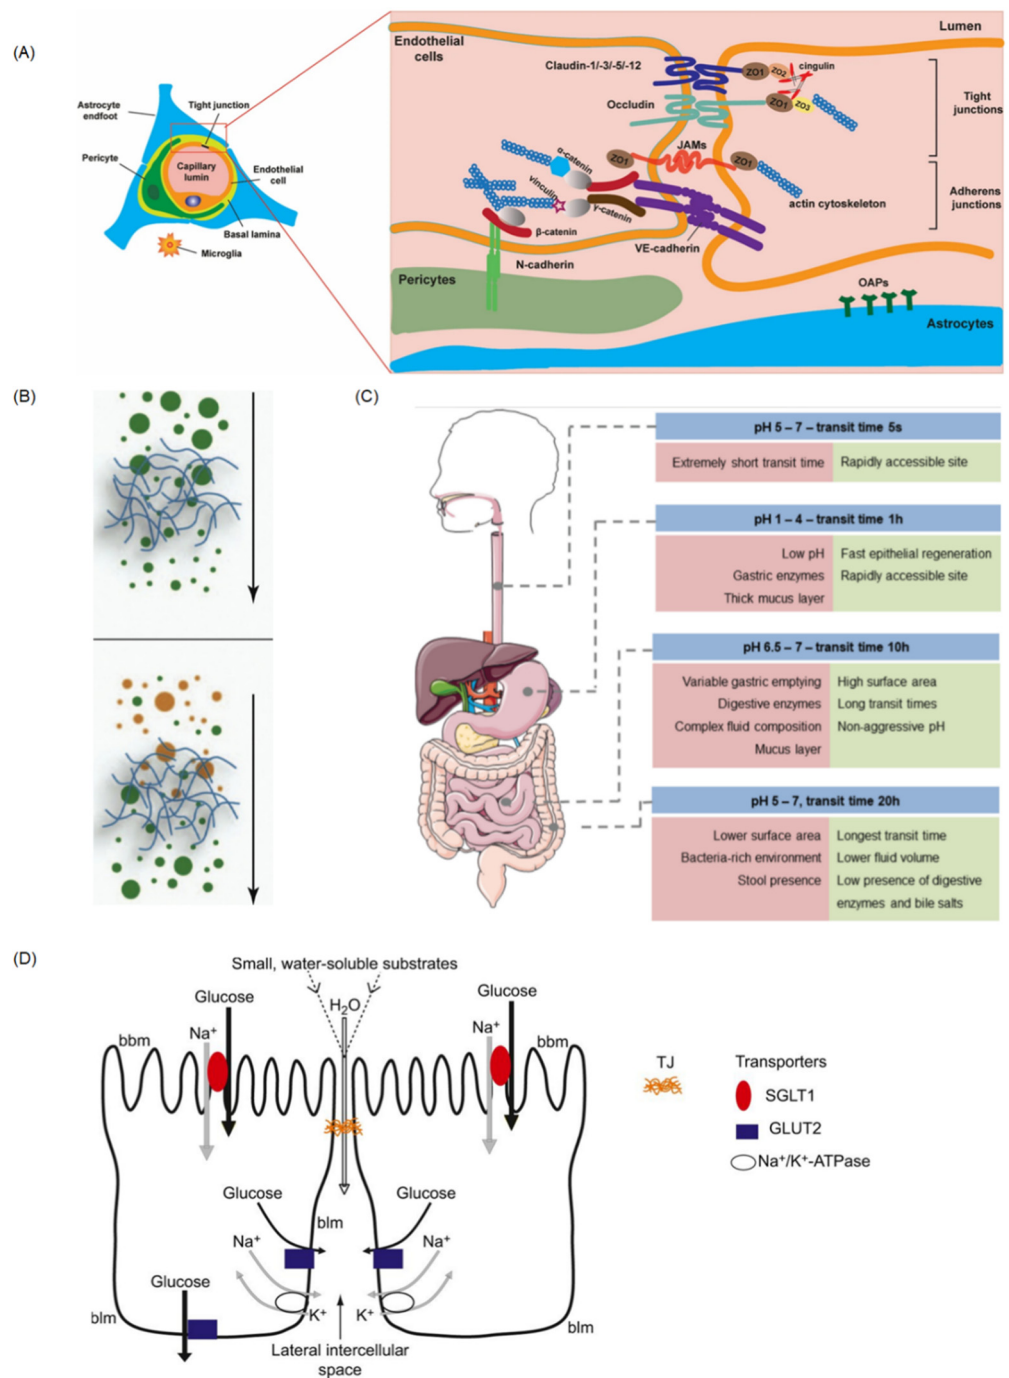 (A)
Astrocyte
endfoot
Tight junction
Pericyte
Capillary
lumin
Endothelial
cell
Basal lamina
Microglia
Lumen
Endothelial
cells
Claudin-1/-3/-5/-12
ZO1
ZO2
cingulin
Occludin
ZO1
ZO3
Tight
junctions
JAMs
ZO1
ZO1
α-catenin
vinculin
γ-catenin
actin cytoskeleton
Adherens
junctions
β-catenin
VE-cadherin
N-cadherin
Pericytes
OAPs
Astrocytes
(B)
(C)
pH 5 – 7 – transit time 5s
Extremely short transit time
Rapidly accessible site
pH 1 – 4 – transit time 1h
Low pH
Gastric enzymes
Thick mucus layer
Fast epithelial regeneration
Rapidly accessible site
pH 6.5 – 7 – transit time 10h
Variable gastric emptying
Digestive enzymes
Complex fluid composition
Mucus layer
High surface area
Long transit times
Non-aggressive pH
pH 5 – 7, transit time 20h
Lower surface area
Bacteria-rich environment
Stool presence
Longest transit time
Lower fluid volume
Low presence of digestive
enzymes and bile salts
(D)
Small, water-soluble substrates
Glucose
H₂O
Glucose
Na⁺
Na⁺
bbm
bbm
TJ
Transporters
SGLT1
GLUT2
Na⁺/K⁺-ATPase
Glucose
Glucose
blm
Na⁺
Na⁺
Glucose
K⁺
K⁺
blm
blm
Lateral intercellular
space